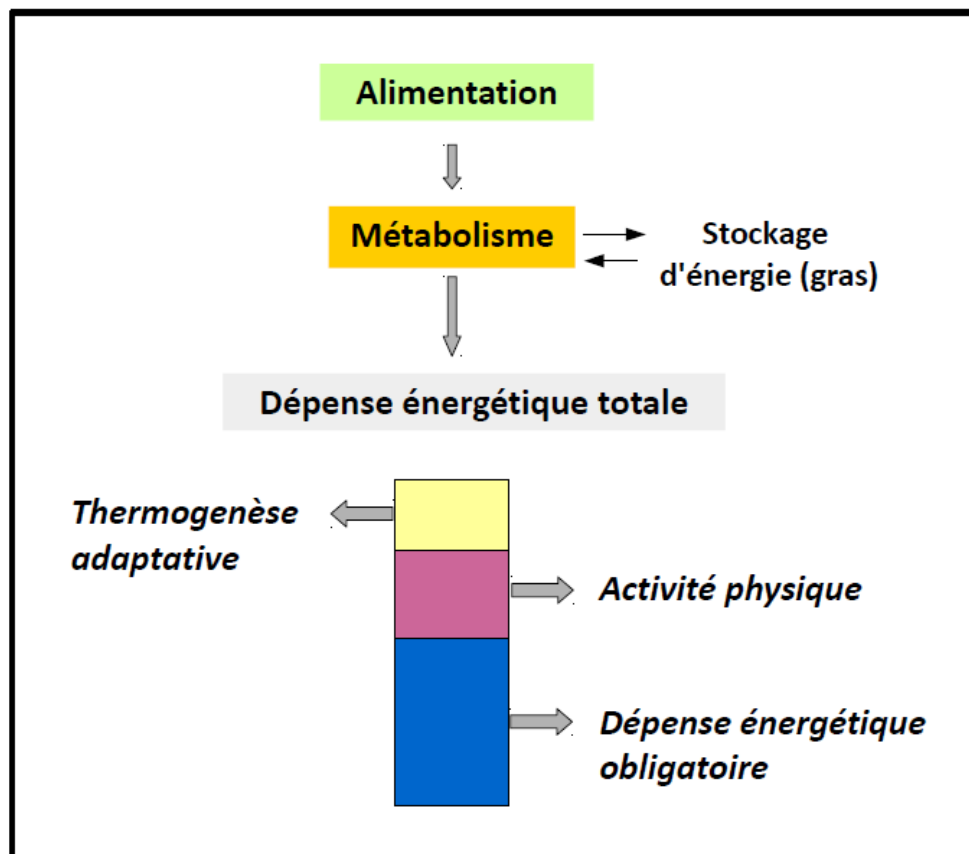 Alimentation
Métabolisme
Stockage
d'énergie (gras)
Dépense énergétique totale
Thermogenèse
adaptative
Activité physique
Dépense énergétique
obligatoire